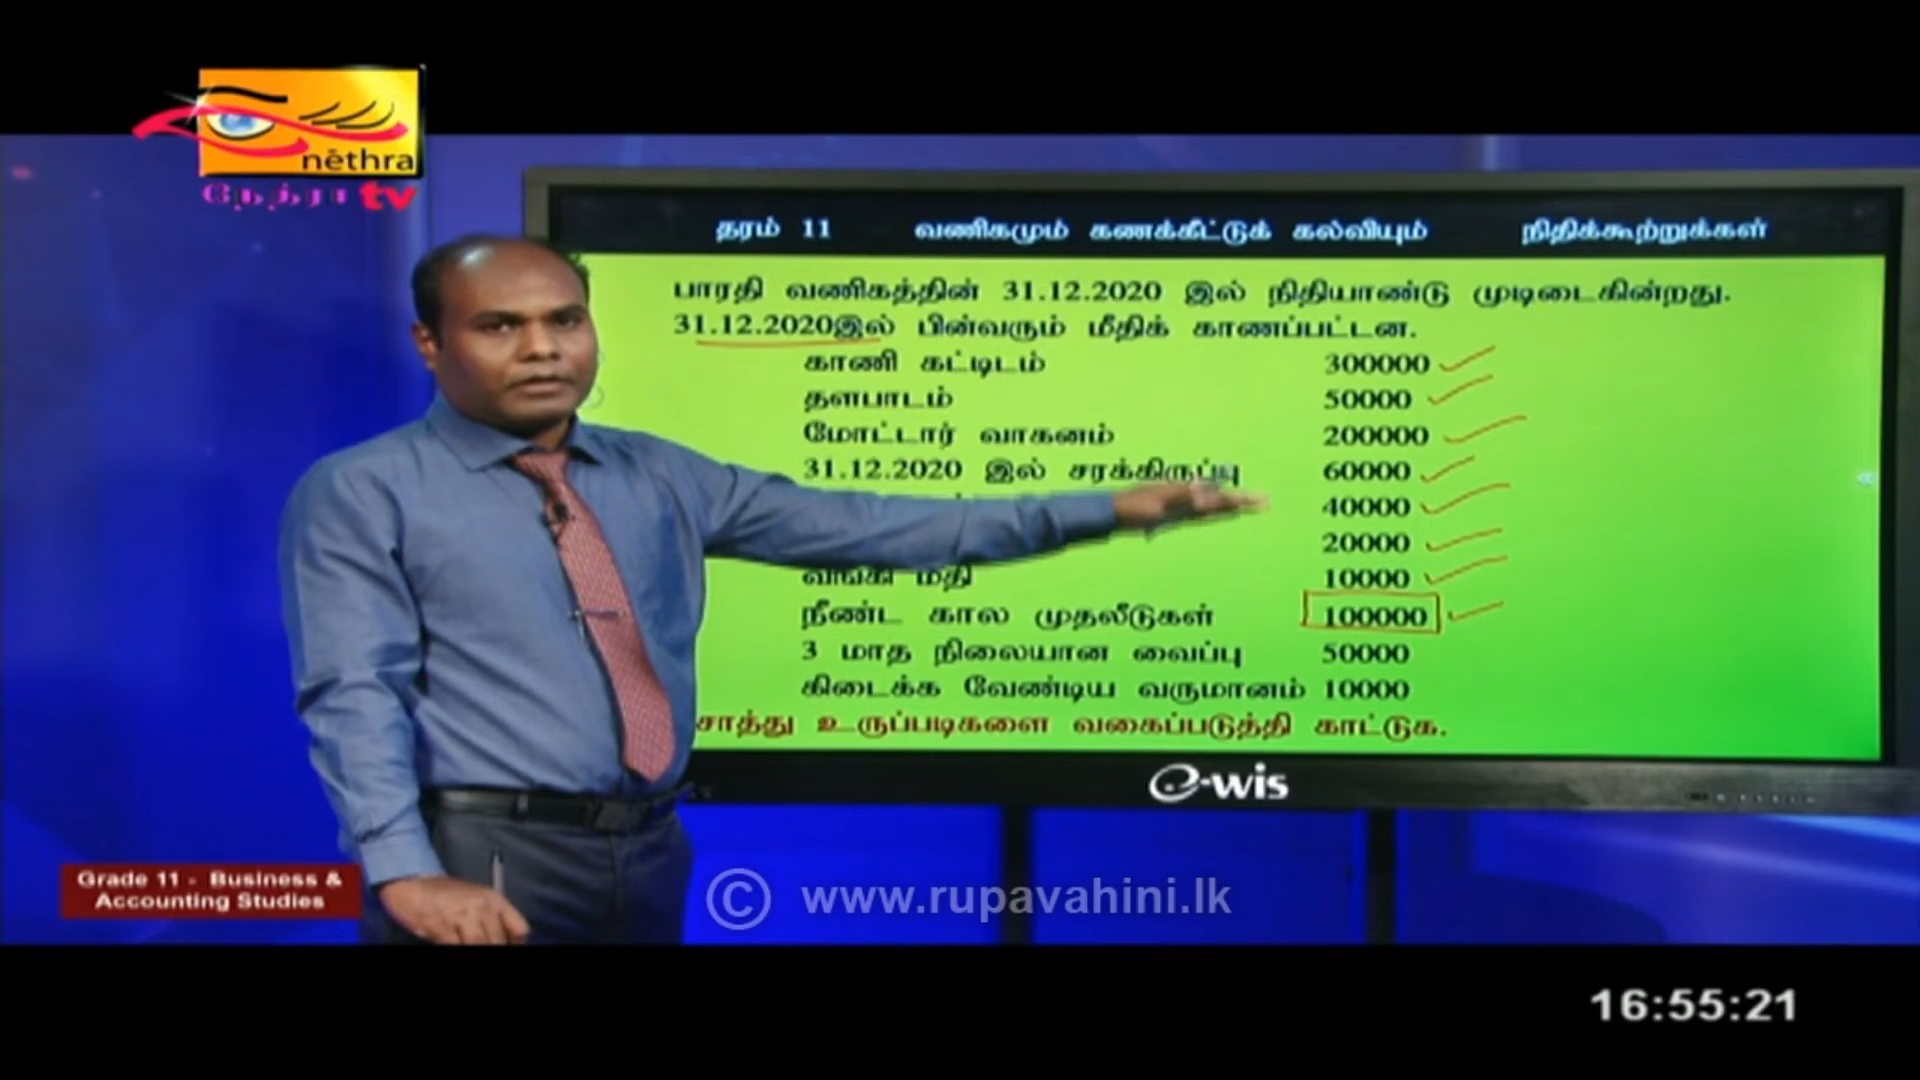 nēthra
நேத்ரா tv
தரம் 11 வணிகமும் கணக்கீட்டுக் கல்வியும் நிதிக்கூற்றுக்கள்
பாரதி வணிகத்தின் 31.12.2020 இல் நிதியாண்டு முடிடைகின்றது.
31.12.2020இல் பின்வரும் மீதிக் காணப்பட்டன.
காணி கட்டிடம் 300000
தளபாடம் 50000
மோட்டார் வாகனம் 200000
31.12.2020 இல் சரக்கிருப்பு 60000
40000
20000
வங்கி மீதி 10000
நீண்ட கால முதலீடுகள் 100000
3 மாத நிலையான வைப்பு 50000
கிடைக்க வேண்டிய வருமானம் 10000
சாத்து உருப்படிகளை வகைப்படுத்தி காட்டுக.
e-wis
Grade 11 - Business &
Accounting Studies
© www.rupavahini.lk
16:55:21